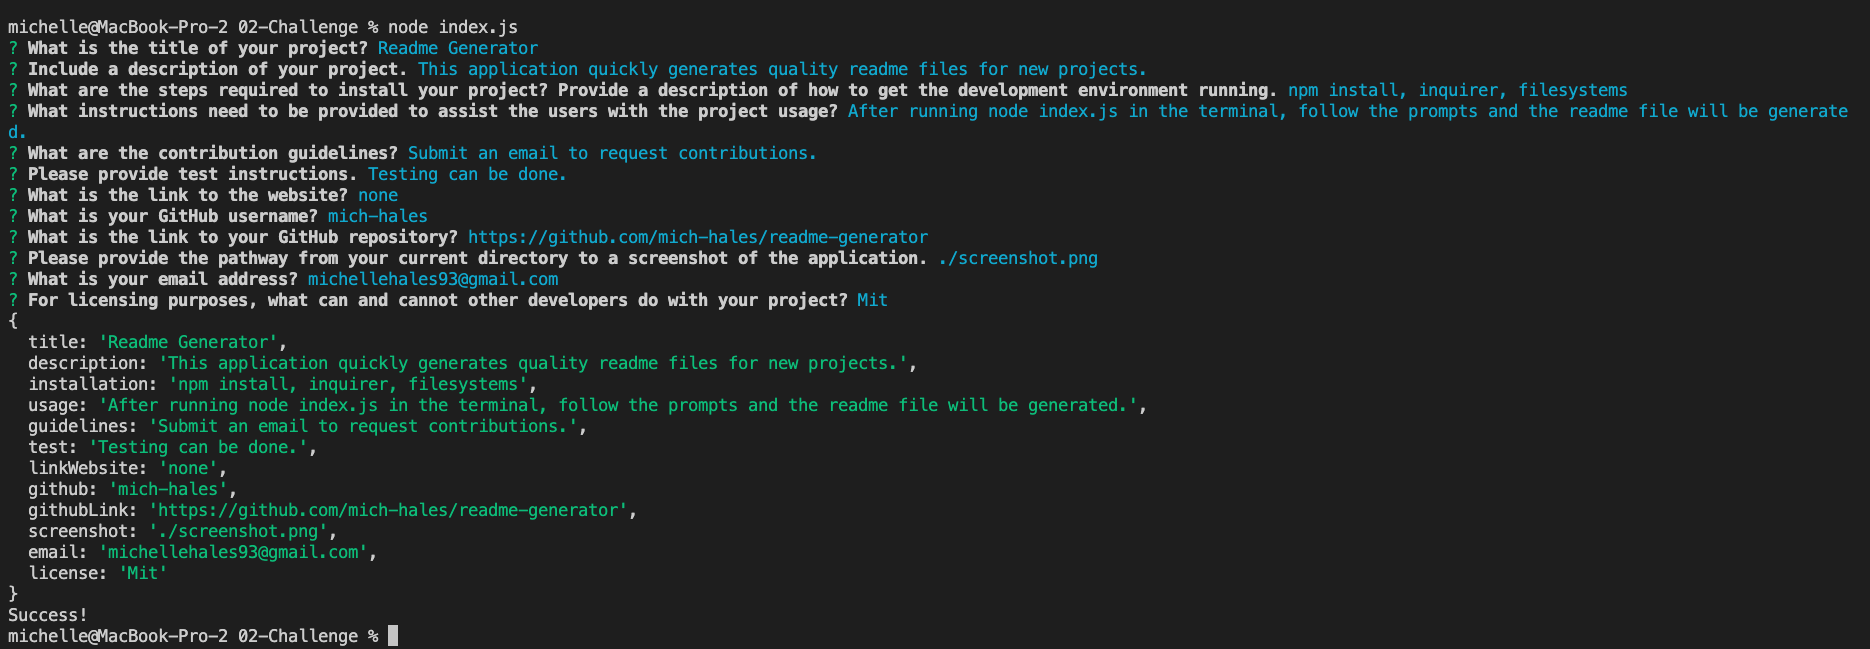 michelle@MacBook-Pro-2 02-Challenge % node index.js
? What is the title of your project? Readme Generator
? Include a description of your project. This application quickly generates quality readme files for new projects.
? What are the steps required to install your project? Provide a description of how to get the development environment running. npm install, inquirer, filesystems
? What instructions need to be provided to assist the users with the project usage? After running node index.js in the terminal, follow the prompts and the readme file will be generate
d.
? What are the contribution guidelines? Submit an email to request contributions.
? Please provide test instructions. Testing can be done.
? What is the link to the website? none
? What is your GitHub username? mich-hales
? What is the link to your GitHub repository? https://github.com/mich-hales/readme-generator
? Please provide the pathway from your current directory to a screenshot of the application. ./screenshot.png
? What is your email address? michellehales93@gmail.com
? For licensing purposes, what can and cannot other developers do with your project? Mit
{
  title: 'Readme Generator',
  description: 'This application quickly generates quality readme files for new projects.',
  installation: 'npm install, inquirer, filesystems',
  usage: 'After running node index.js in the terminal, follow the prompts and the readme file will be generated.',
  guidelines: 'Submit an email to request contributions.',
  test: 'Testing can be done.',
  linkWebsite: 'none',
  github: 'mich-hales',
  githubLink: 'https://github.com/mich-hales/readme-generator',
  screenshot: './screenshot.png',
  email: 'michellehales93@gmail.com',
  license: 'Mit'
}
Success!
michelle@MacBook-Pro-2 02-Challenge %